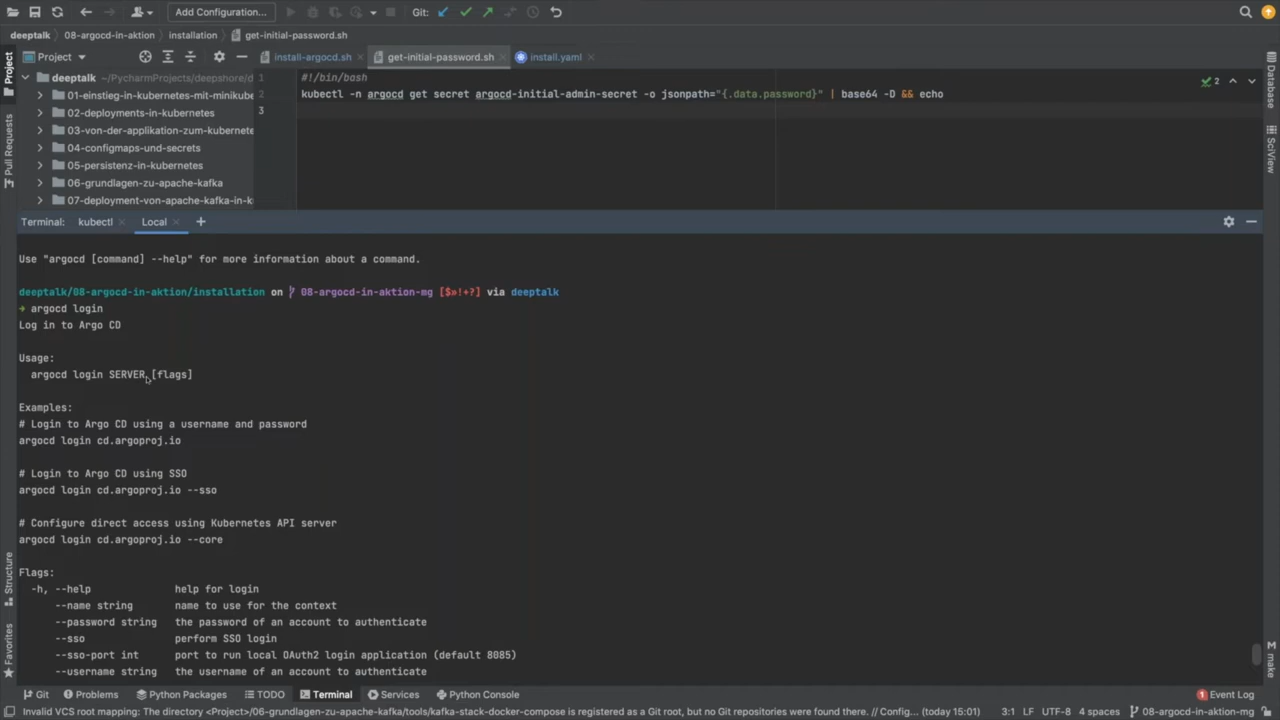 Add Configuration...
Git:
deeptalk
08-argocd-in-aktion
installation
get-initial-password.sh
Project
install-argocd.sh
get-initial-password.sh
install.yaml
deeptalk ~/PycharmProjects/deepshore/d
01-einstieg-in-kubernetes-mit-minikube
02-deployments-in-kubernetes
03-von-der-applikation-zum-kubernete
04-configmaps-und-secrets
05-persistenz-in-kubernetes
06-grundlagen-zu-apache-kafka
07-deployment-von-apache-kafka-in-k
1 #!/bin/bash
2 kubectl -n argocd get secret argocd-initial-admin-secret -o jsonpath="{.data.password}" | base64 -D && echo
3
2
Project
Pull Requests
Structure
Favorites
Database
SciView
make
Terminal: kubectl Local
Use "argocd [command] --help" for more information about a command.
deeptalk/08-argocd-in-aktion/installation on 08-argocd-in-aktion-mg [$»!+?] via deeptalk
→ argocd login
Log in to Argo CD
Usage:
argocd login SERVER [flags]
Examples:
# Login to Argo CD using a username and password
argocd login cd.argoproj.io
# Login to Argo CD using SSO
argocd login cd.argoproj.io --sso
# Configure direct access using Kubernetes API server
argocd login cd.argoproj.io --core
Flags:
-h, --help help for login
--name string name to use for the context
--password string the password of an account to authenticate
--sso perform SSO login
--sso-port int port to run local OAuth2 login application (default 8085)
--username string the username of an account to authenticate
Git Problems Python Packages TODO Terminal Services Python Console
1 Event Log
Invalid VCS root mapping: The directory <Project>/06-grundlagen-zu-apache-kafka/tools/kafka-stack-docker-compose is registered as a Git root, but no Git repositories were found there. // Config... (today 15:01)
3:1 LF UTF-8 4 spaces 08-argocd-in-aktion-mg